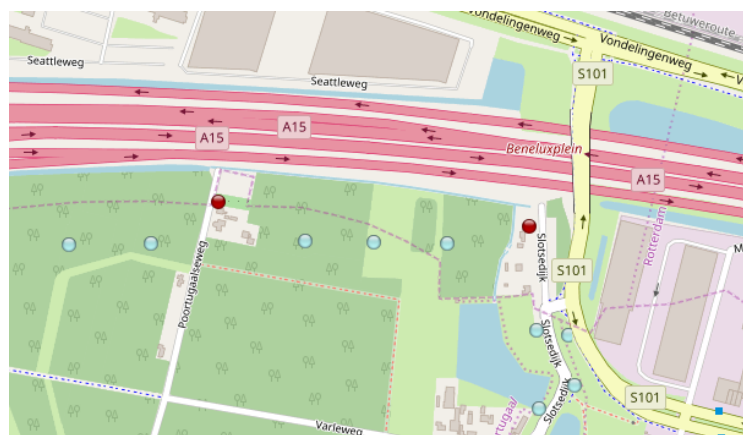 Vondelingenweg
Betuweroute
Vondelingenweg
Seattleweg
S101
Seattleweg
A15
A15
Beneluxplein
A15
Rotterdam
Poortugaalseweg
Slotsedijk
S101
Slotsedijk
S101
Slotsedijk
Varleweg